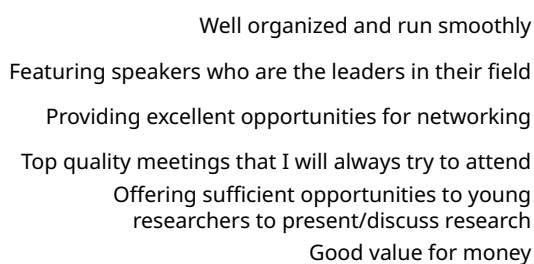 Well organized and run smoothly
Featuring speakers who are the leaders in their field
Providing excellent opportunities for networking
Top quality meetings that I will always try to attend
Offering sufficient opportunities to young
researchers to present/discuss research
Good value for money